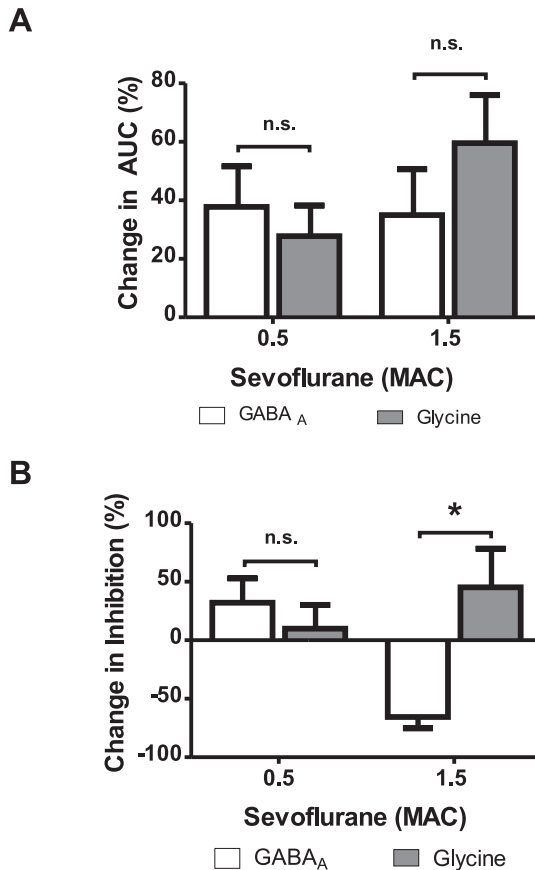 A
Change in AUC (%)
80
60
40
20
0
n.s.
n.s.
0.5
1.5
Sevoflurane (MAC)
GABA A
Glycine
B
Change in Inhibition (%)
100
50
0
-50
-100
n.s.
*
0.5
1.5
Sevoflurane (MAC)
GABAA
Glycine